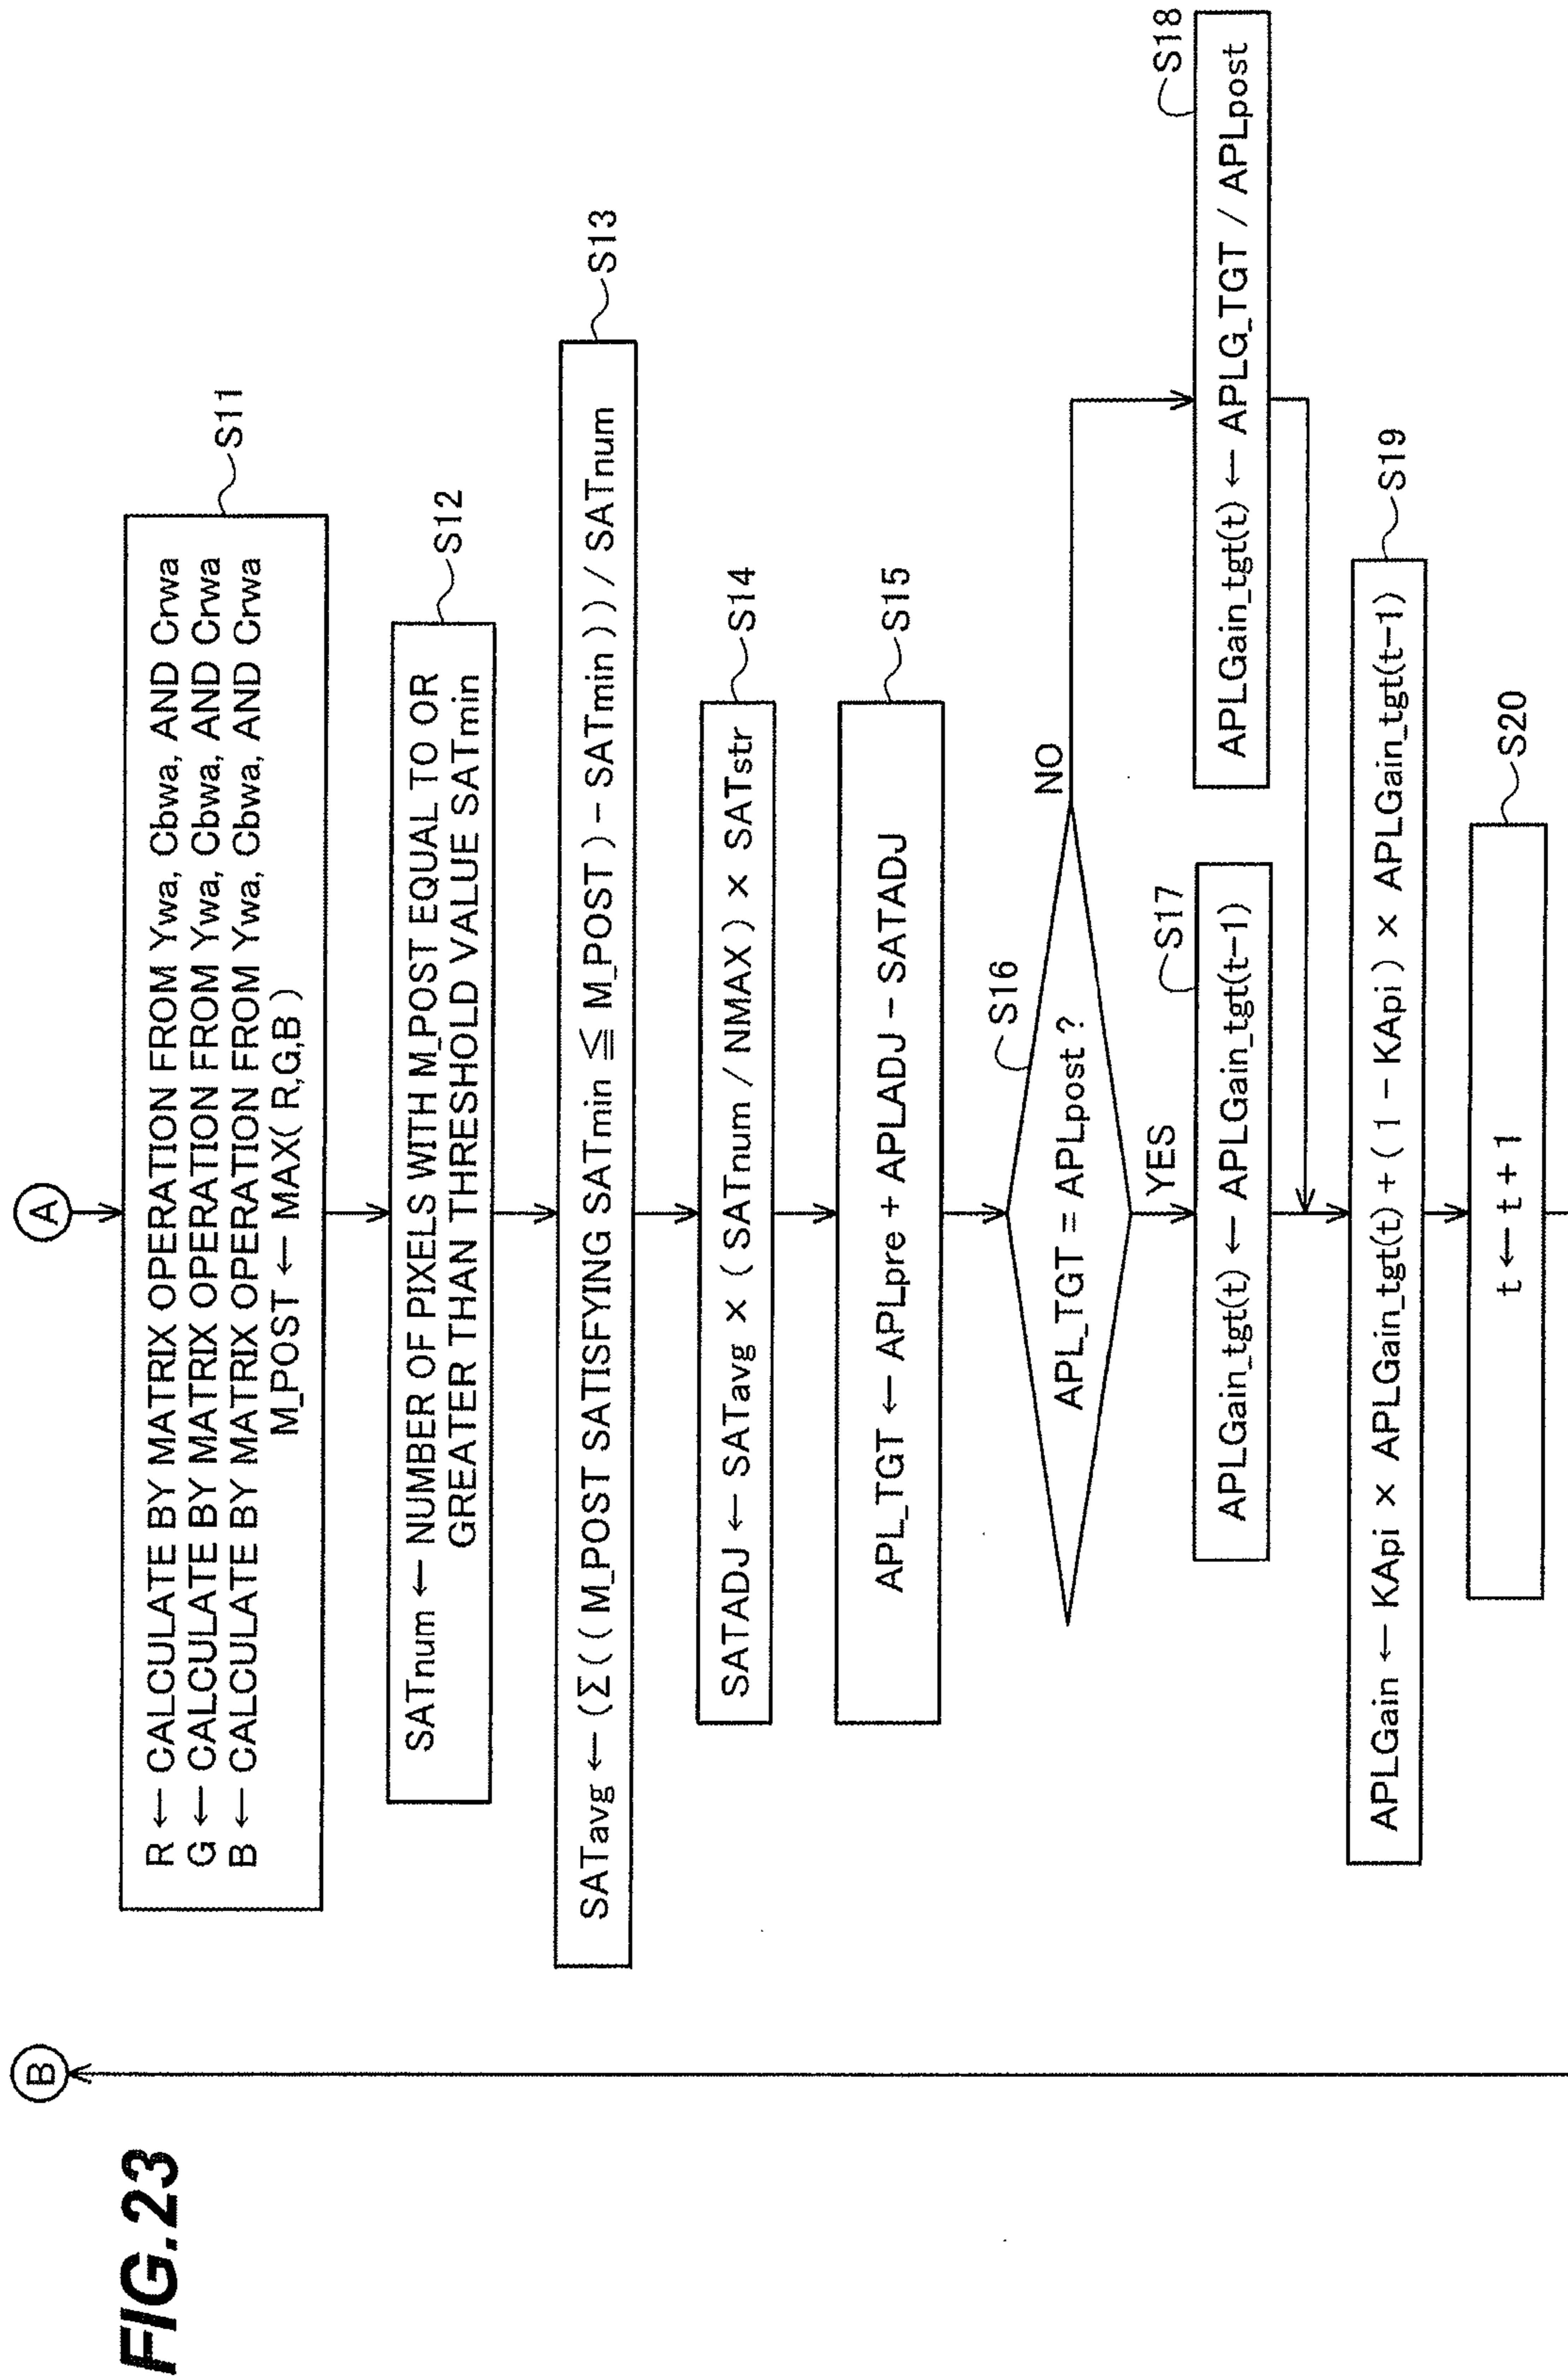 FIG.23
B
A
R ← CALCULATE BY MATRIX OPERATION FROM Ywa, Cbwa, AND Crwa
G ← CALCULATE BY MATRIX OPERATION FROM Ywa, Cbwa, AND Crwa
B ← CALCULATE BY MATRIX OPERATION FROM Ywa, Cbwa, AND Crwa
M_POST ← MAX( R,G,B )
S11
SATnum ← NUMBER OF PIXELS WITH M_POST EQUAL TO OR
GREATER THAN THRESHOLD VALUE SATmin
S12
SATavg ← (Σ( ( M_POST SATISFYING SATmin ≦ M_POST ) − SATmin ) ) / SATnum
S13
SATADJ ← SATavg × ( SATnum / NMAX ) × SATstr
S14
APL_TGT ← APLpre + APLADJ − SATADJ
S15
APL_TGT = APLpost ?
S16
NO
YES
APLGain_tgt(t) ← APLGain_tgt(t−1)
S17
APLGain_tgt(t) ← APLG_TGT / APLpost
S18
APLGain ← KApi × APLGain_tgt(t) + ( 1 − KApi ) × APLGain_tgt(t−1)
S19
t ← t + 1
S20